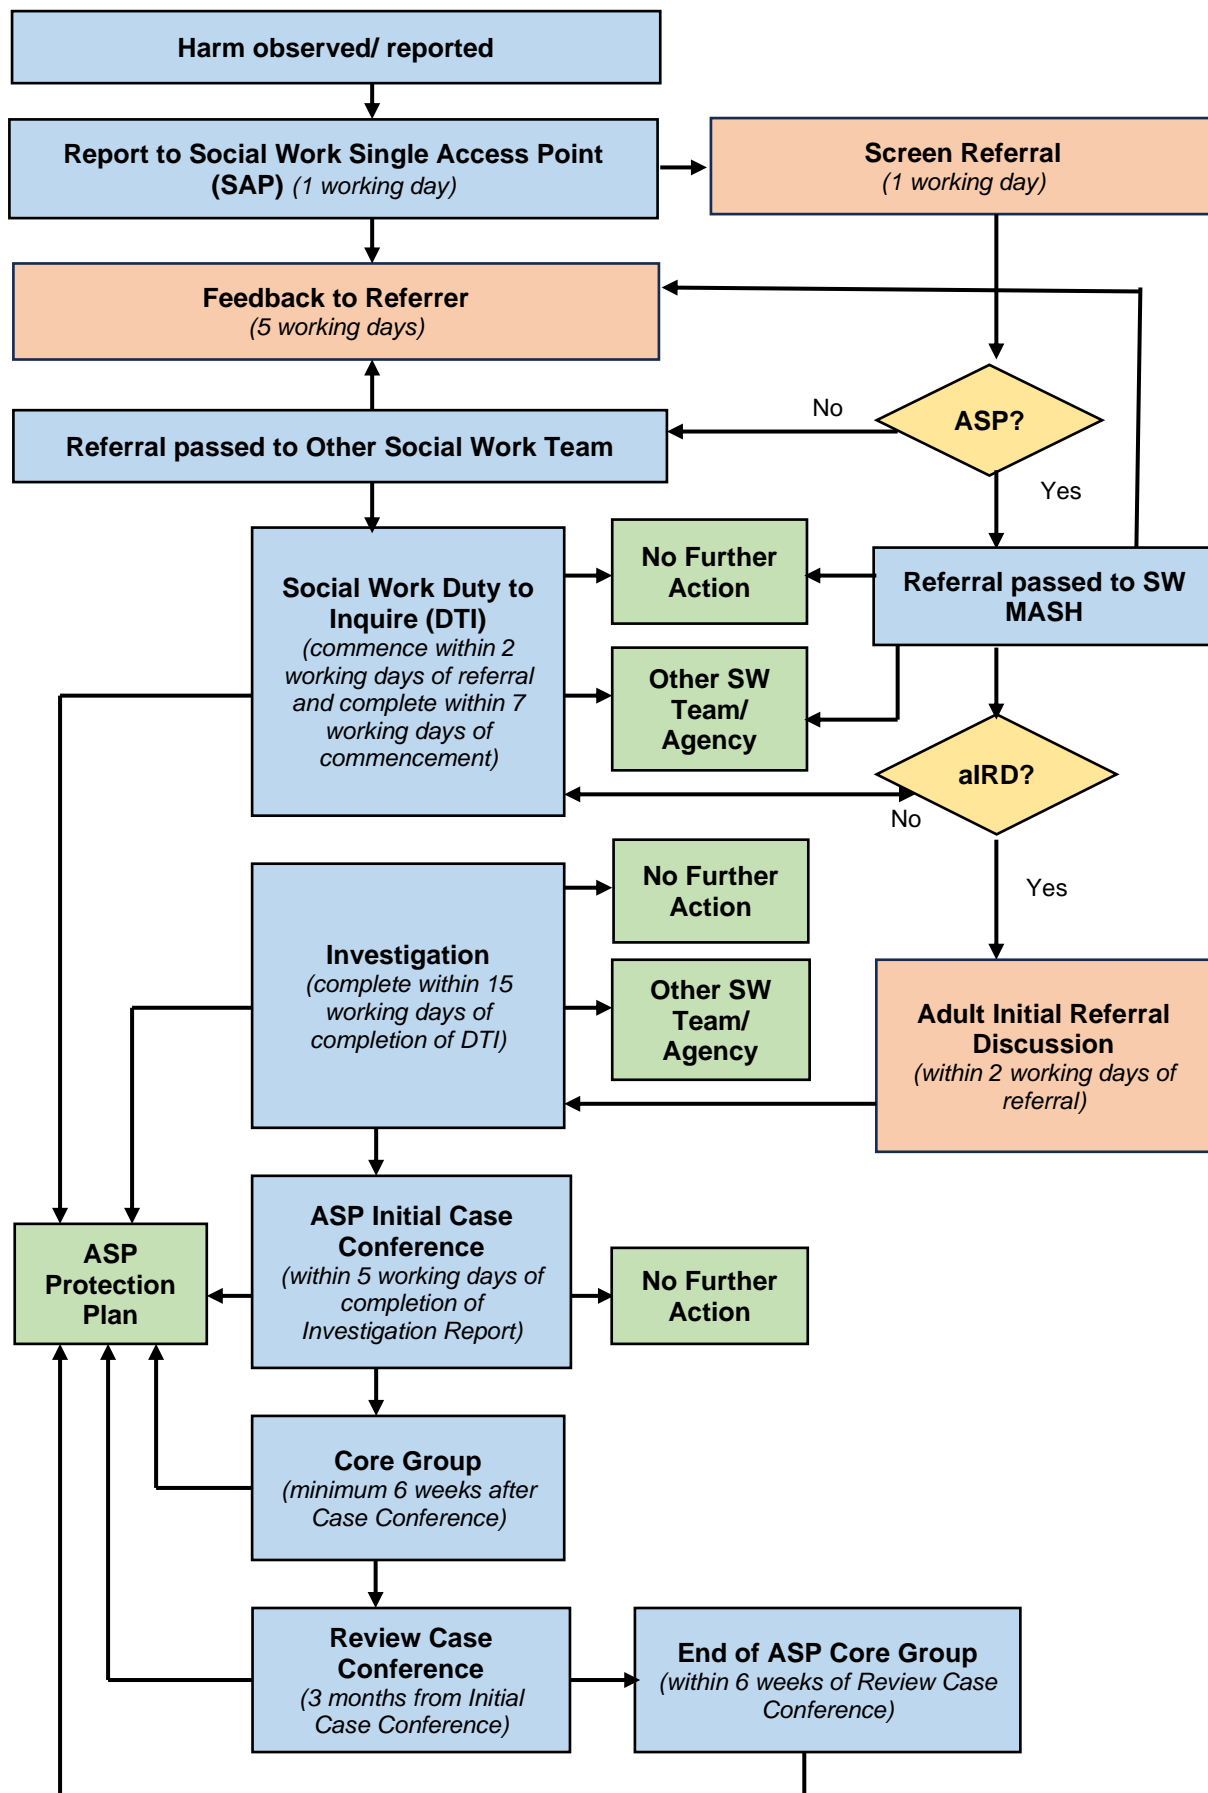 Harm observed/ reported
Report to Social Work Single Access Point
(SAP) (1 working day)
Screen Referral
(1 working day)
Feedback to Referrer
(5 working days)
No
ASP?
Referral passed to Other Social Work Team
Yes
Social Work Duty to
Inquire (DTI)
(commence within 2
working days of referral
and complete within 7
working days of
commencement)
No Further
Action
Referral passed to SW
MASH
Other SW
Team/
Agency
aIRD?
No
Yes
Investigation
(complete within 15
working days of
completion of DTI)
No Further
Action
Other SW
Team/
Agency
Adult Initial Referral
Discussion
(within 2 working days of
referral)
ASP
Protection
Plan
ASP Initial Case
Conference
(within 5 working days of
completion of
Investigation Report)
No Further
Action
Core Group
(minimum 6 weeks after
Case Conference)
Review Case
Conference
(3 months from Initial
Case Conference)
End of ASP Core Group
(within 6 weeks of Review Case
Conference)